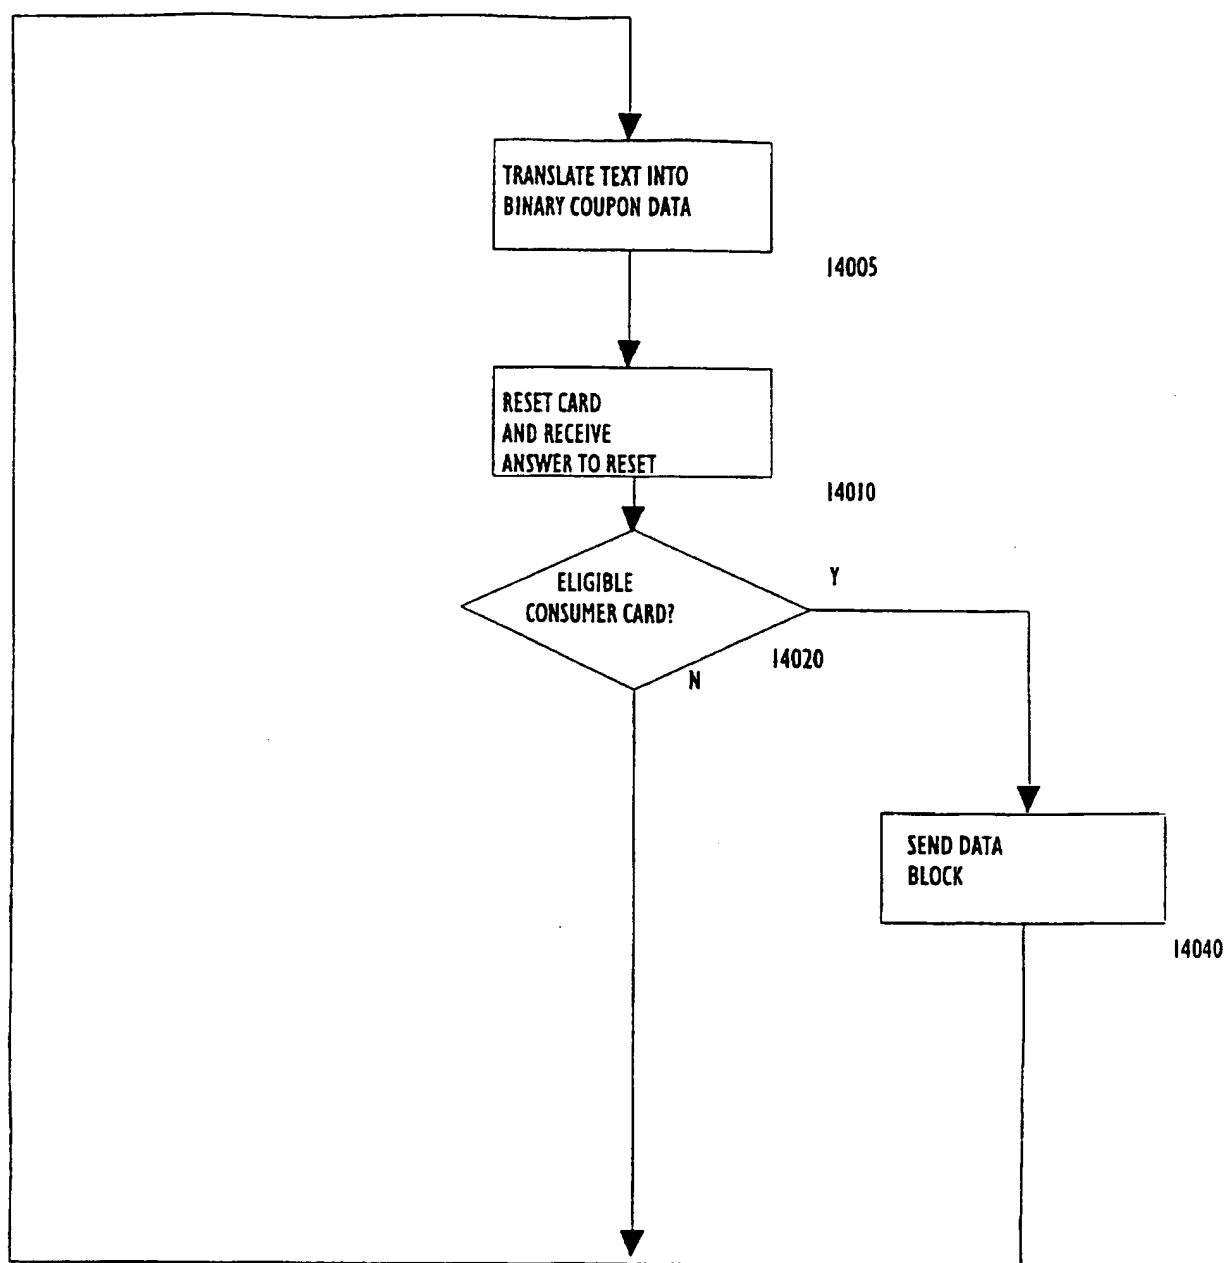 TRANSLATE TEXT INTO
BINARY COUPON DATA
14005
RESET CARD
AND RECEIVE
ANSWER TO RESET
14010
ELIGIBLE
CONSUMER CARD?
Y
14020
N
SEND DATA
BLOCK
14040